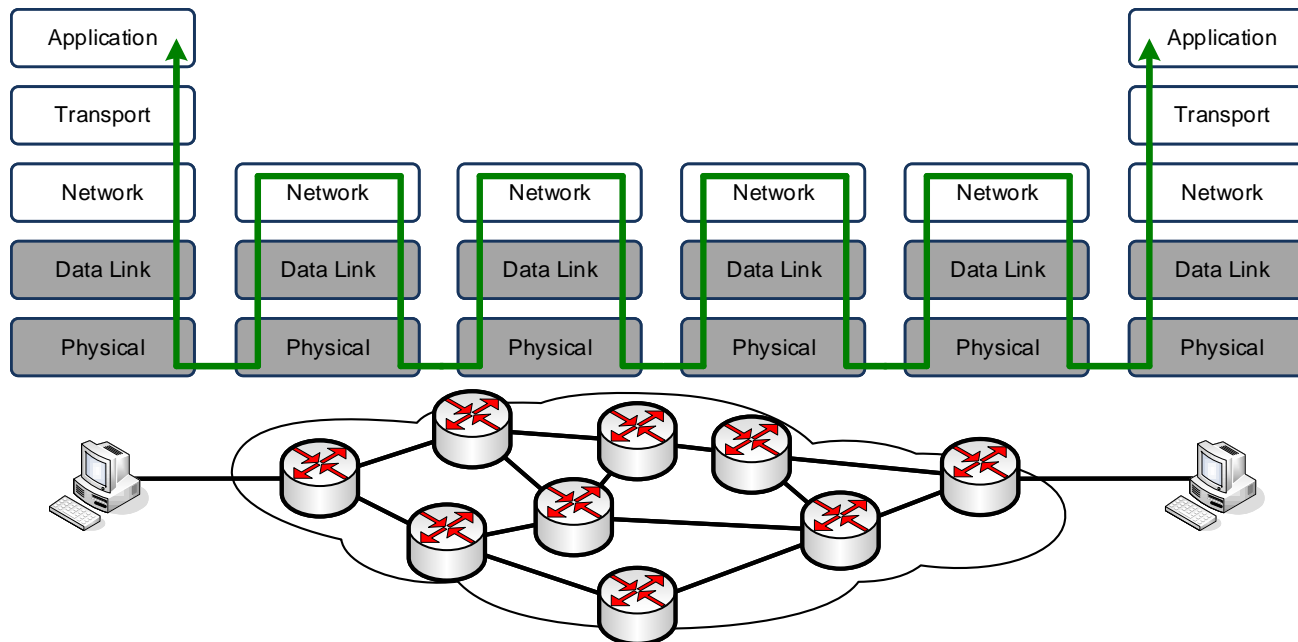 Application
Application
Transport
Transport
Network
Network
Network
Network
Network
Network
Data Link
Data Link
Data Link
Data Link
Data Link
Data Link
Physical
Physical
Physical
Physical
Physical
Physical